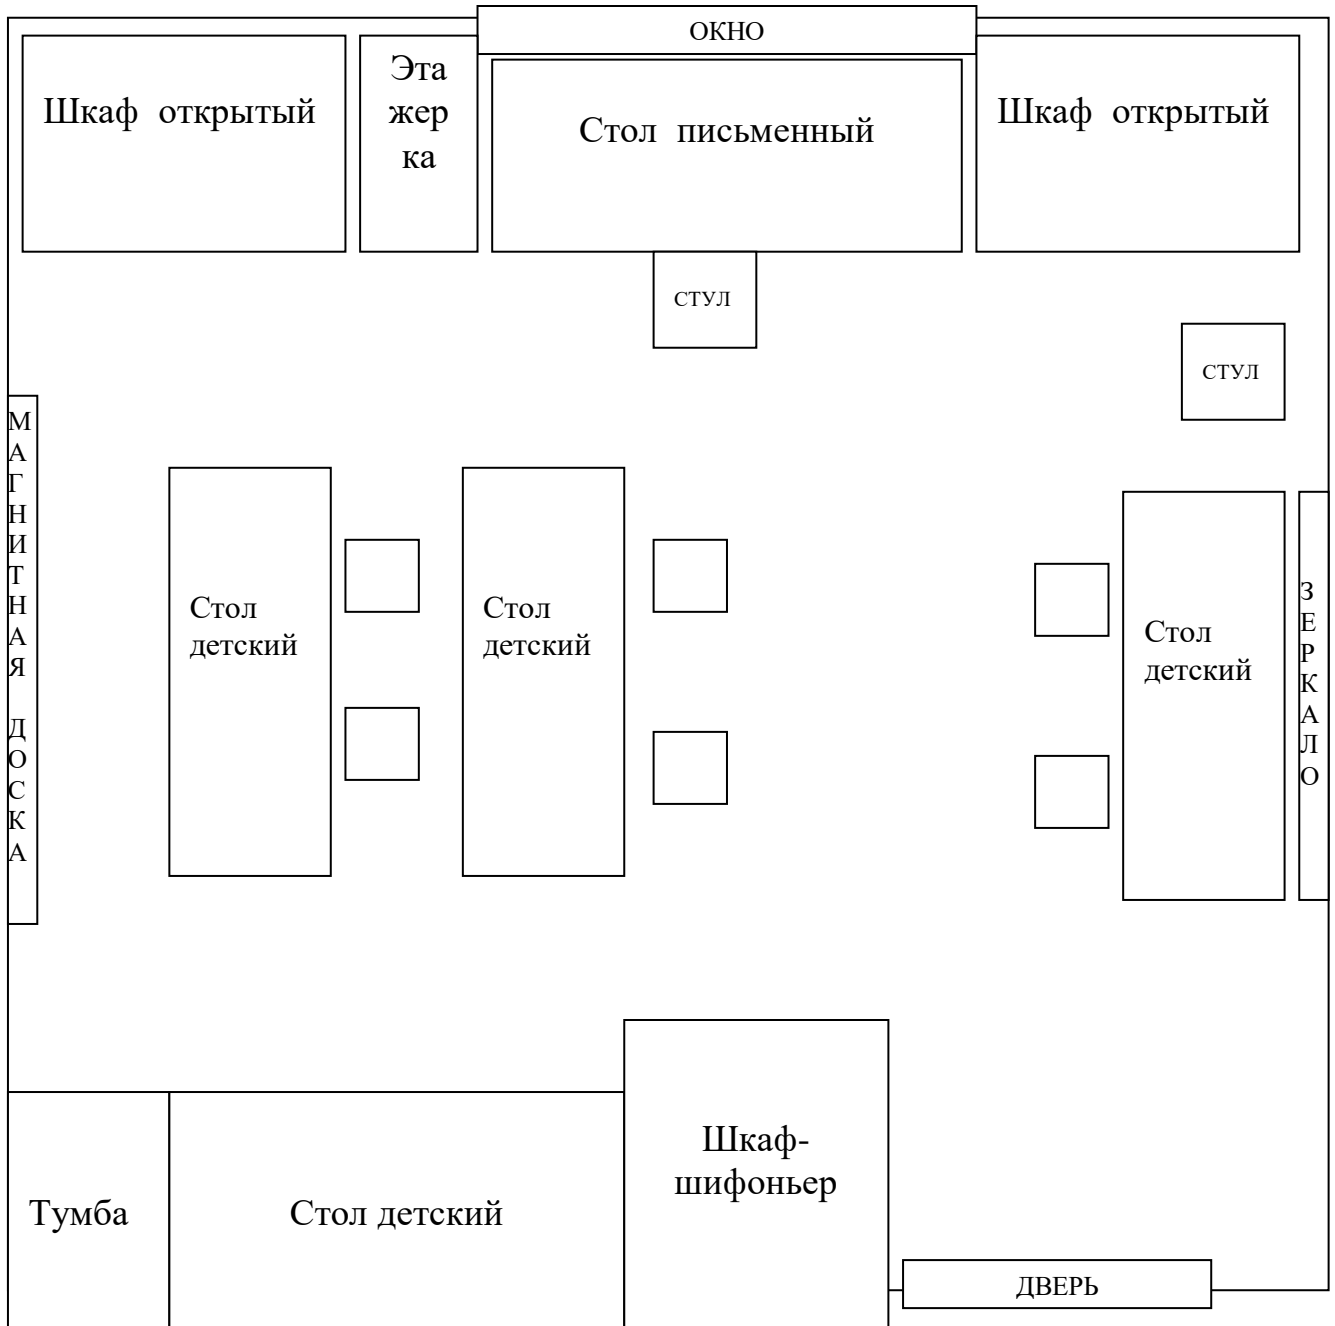 ОКНО
Шкаф открытый
Эта
жер
ка
Стол письменный
Шкаф открытый
СТУЛ
СТУЛ
М
А
Г
Н
И
Т
Н
А
Я
Д
О
С
К
А
Стол
детский
Стол
детский
Стол
детский
З
Е
Р
К
А
Л
О
Тумба
Стол детский
Шкаф-
шифоньер
ДВЕРЬ